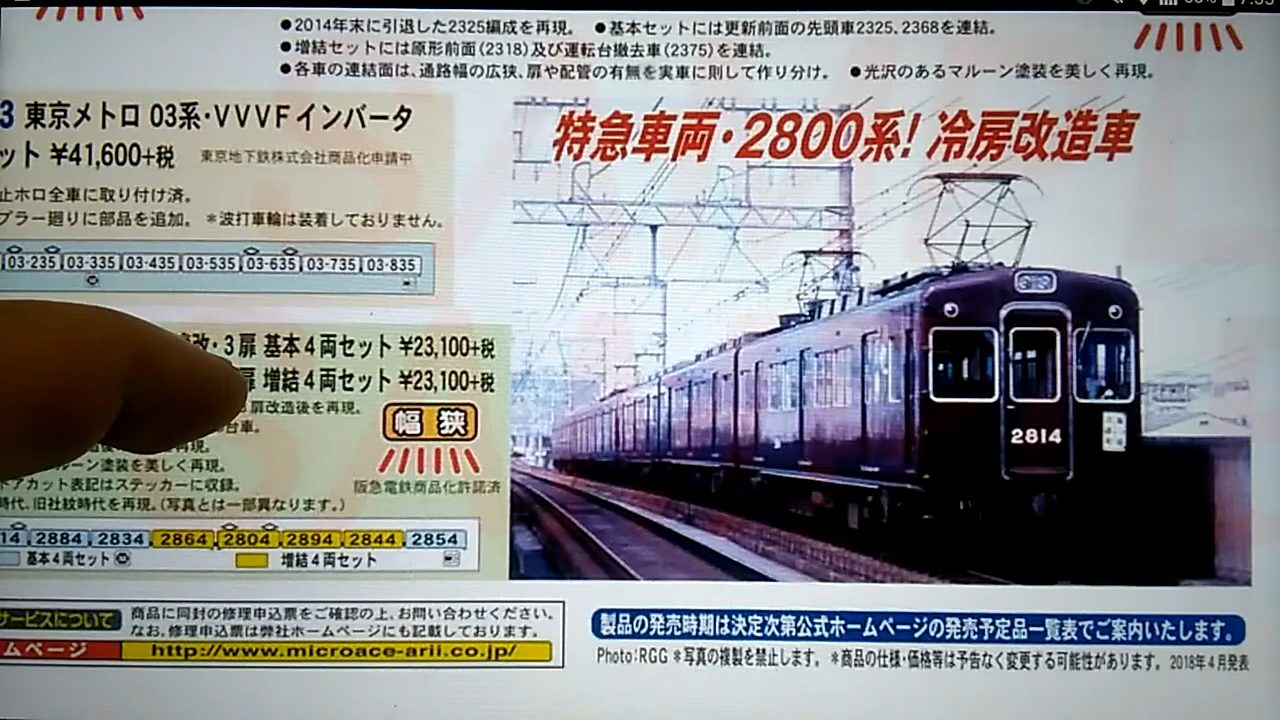 ●2014年末に引退した2325編成を再現。 ●基本セットには更新前面の先頭車2325、2368を連結。
●増結セットには原形前面(2318)及び運転台撤去車(2375)を連結。
●各車の連結面は、通路幅の広狭、扉や配管の有無を実車に則して作り分け。 ●光沢のあるマルーン塗装を美しく再現。
3 東京メトロ 03系・VVVFインバータ
ット ¥41,600+税 東京地下鉄株式会社商品化申請中
止ホロ全車に取り付け済。
プラー廻りに部品を追加。 *波打車輪は装着しておりません。
03-235 03-335 03-435 03-535 03-635 03-735 03-835
特急車両・2800系! 冷房改造車
2814
改・3扉 基本4両セット ¥23,100+税
扉 増結4両セット ¥23,100+税
扉改造後を再現。
台車。
幅狭
再現。
ルーン塗装を美しく再現。
ドアカット表記はステッカーに収録。
阪急電鉄商品化許諾済
時代、旧社紋時代を再現。(写真とは一部異なります。)
14 2884 2834 2864 2804 2894 2844 2854
基本4両セット 増結4両セット
サービスについて 商品に同封の修理申込票をご確認の上、お問い合わせください。
なお、修理申込票は弊社ホームページにも記載しております。
ムページ http://www.microace-arii.co.jp/
製品の発売時期は決定次第公式ホームページの発売予定品一覧表でご案内いたします。
Photo:RGG *写真の複製を禁止します。 *商品の仕様・価格等は予告なく変更する可能性があります。 2018年4月発表